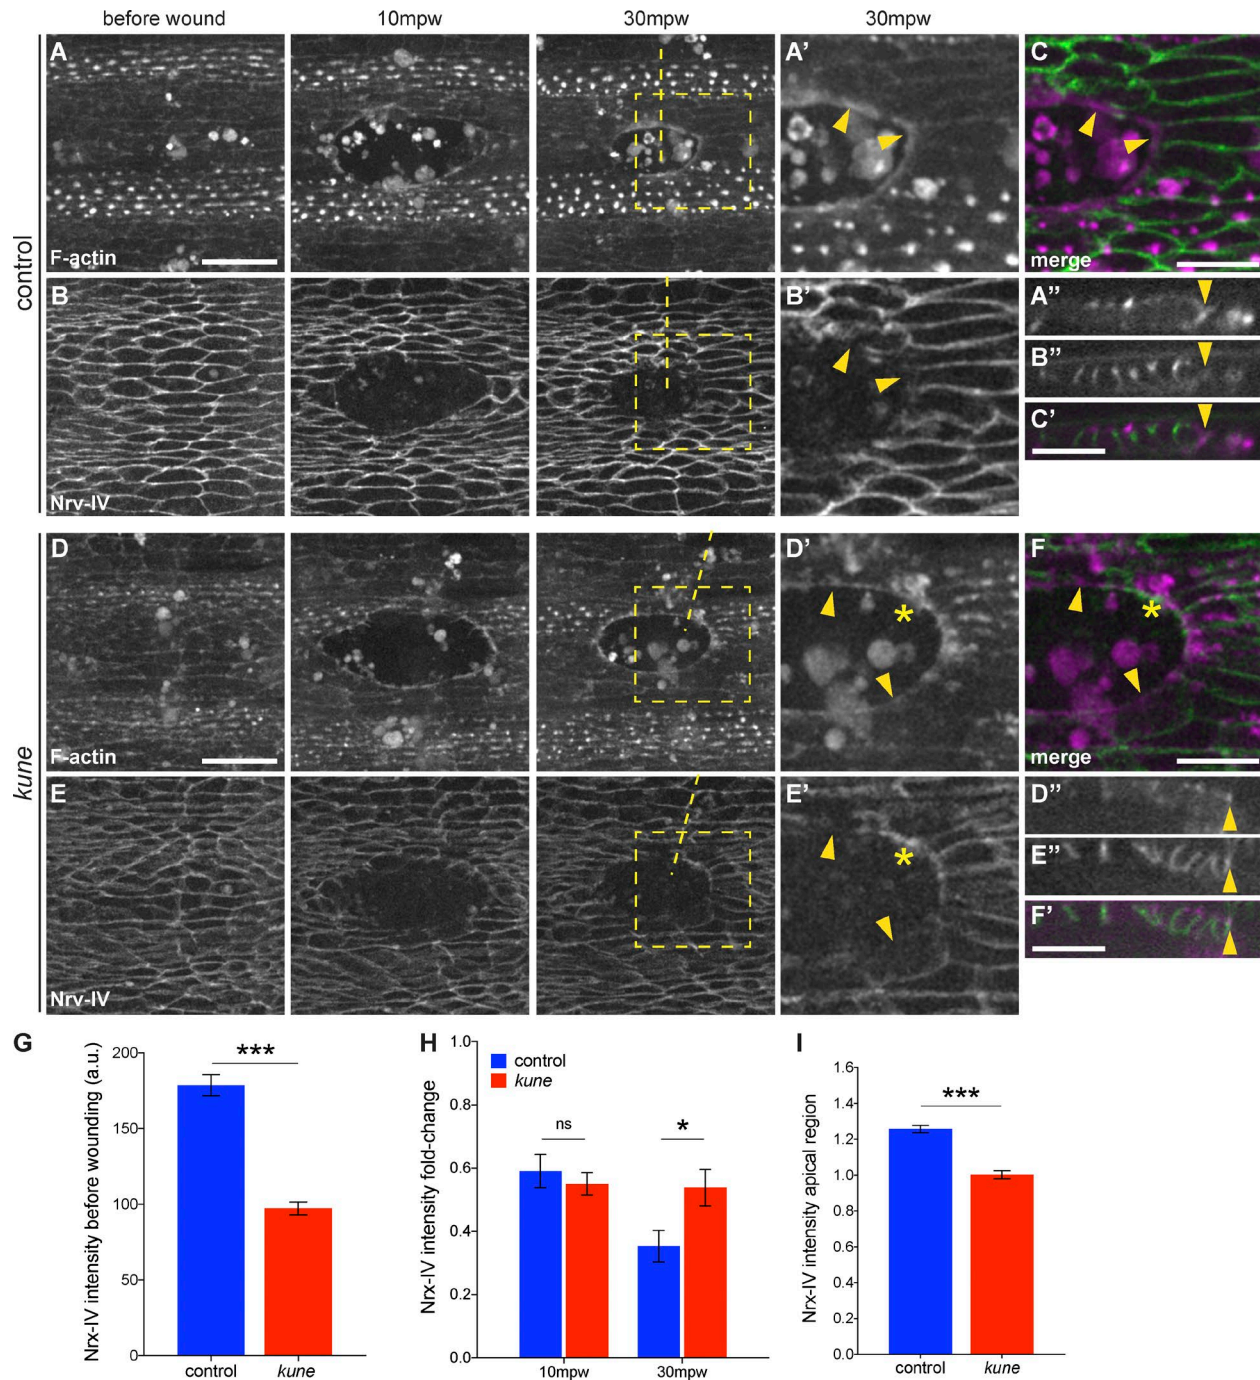 before wound 10mpw 30mpw 30mpw
control
A A’ C
F-actin merge
A’’
B B’ B’’
C’
Nrv-IV
kune
D D’ F
F-actin merge
D’’
E E’ E’’
F’
Nrv-IV
* *
*
G H I
Nrx-IV intensity before wounding (a.u.)
200
150
100
50
0
***
control kune
Nrx-IV intensity fold-change
1.0
0.8
0.6
0.4
0.2
0.0
control
kune
ns *
10mpw 30mpw
Nrx-IV intensity apical region
1.6
1.4
1.2
1.0
0.8
0.6
0.4
0.2
0.0
***
control kune